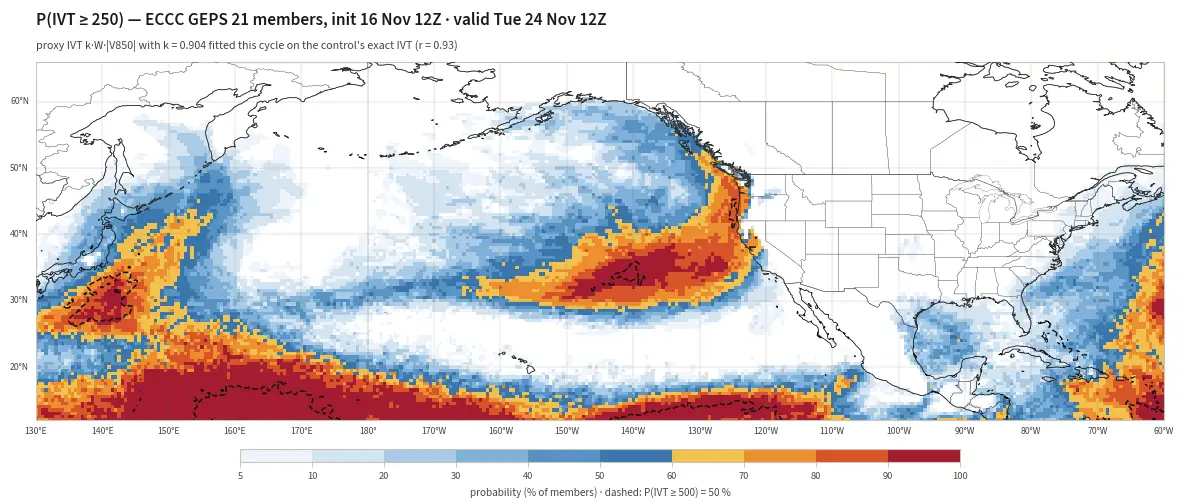 P(IVT ≥ 250) — ECCC GEPS 21 members, init 16 Nov 12Z · valid Tue 24 Nov 12Z
proxy IVT k·W·|V850| with k = 0.904 fitted this cycle on the control's exact IVT (r = 0.93)
60°N
50°N
40°N
30°N
20°N
130°E 140°E 150°E 160°E 170°E 180° 170°W 160°W 150°W 140°W 130°W 120°W 110°W 100°W 90°W 80°W 70°W 60°W
5 10 20 30 40 50 60 70 80 90 100
probability (% of members) · dashed: P(IVT ≥ 500) = 50 %